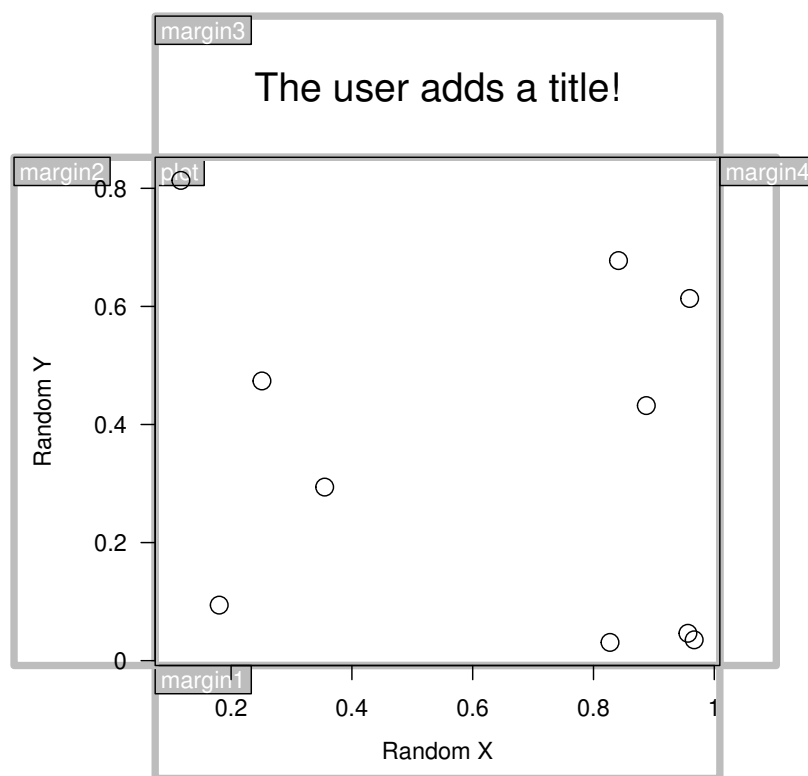 margin3
The user adds a title!
margin2
plot
margin4
0.8
0.6
0.4
0.2
0
Random Y
margin1
0.2 0.4 0.6 0.8 1
Random X